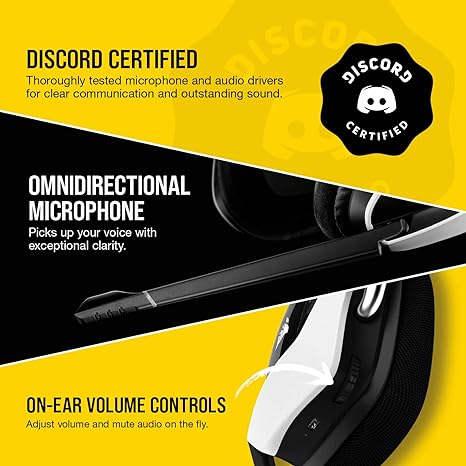 DISCORD CERTIFIED
Thoroughly tested microphone and audio drivers
for clear communication and outstanding sound.
DISCORD
CERTIFIED
OMNIDIRECTIONAL
MICROPHONE
Picks up your voice with
exceptional clarity.
ON-EAR VOLUME CONTROLS
Adjust volume and mute audio on the fly.